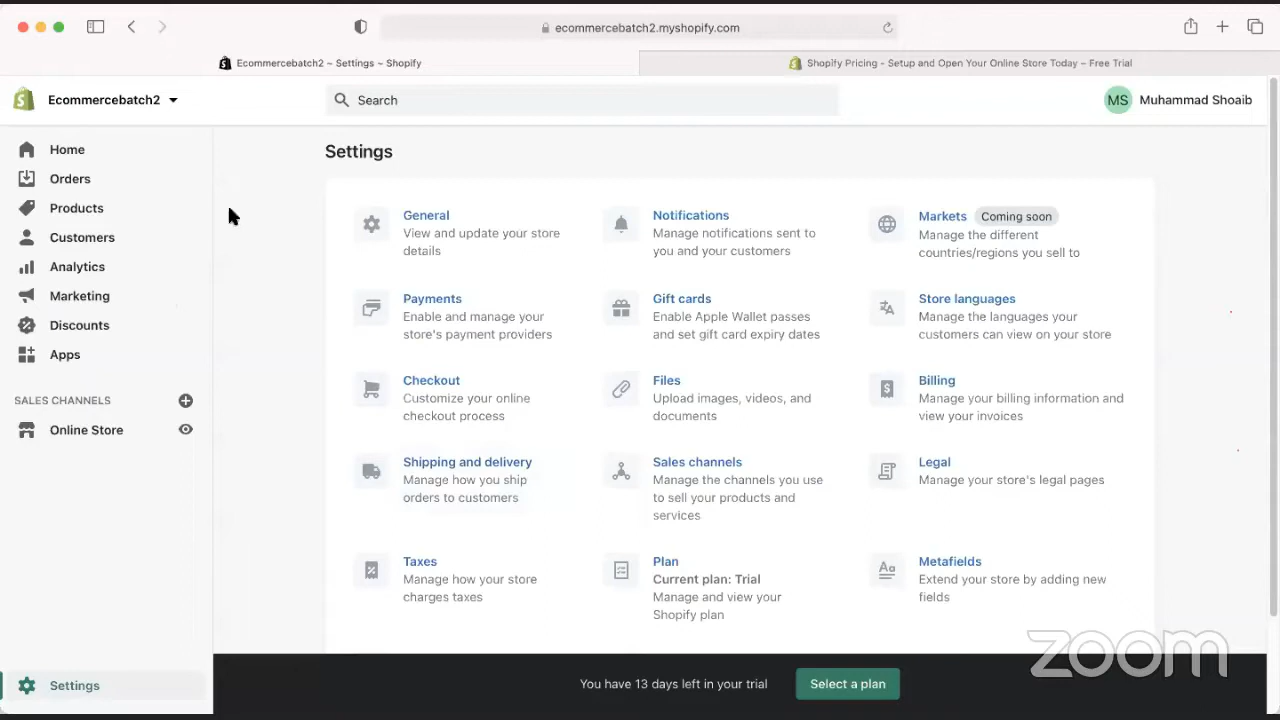 ecommercebatch2.myshopify.com
Ecommercebatch2 ~ Settings ~ Shopify
Shopify Pricing - Setup and Open Your Online Store Today – Free Trial
Ecommercebatch2
Search
MS
Muhammad Shoaib
Home
Orders
Products
Customers
Analytics
Marketing
Discounts
Apps
SALES CHANNELS
Online Store
Settings
Settings
General
View and update your store
details
Notifications
Manage notifications sent to
you and your customers
Markets
Coming soon
Manage the different
countries/regions you sell to
Payments
Enable and manage your
store's payment providers
Gift cards
Enable Apple Wallet passes
and set gift card expiry dates
Store languages
Manage the languages your
customers can view on your store
Checkout
Customize your online
checkout process
Files
Upload images, videos, and
documents
Billing
Manage your billing information and
view your invoices
Shipping and delivery
Manage how you ship
orders to customers
Sales channels
Manage the channels you use
to sell your products and
services
Legal
Manage your store's legal pages
Taxes
Manage how your store
charges taxes
Plan
Current plan: Trial
Manage and view your
Shopify plan
Metafields
Extend your store by adding new
fields
You have 13 days left in your trial
Select a plan
zoom